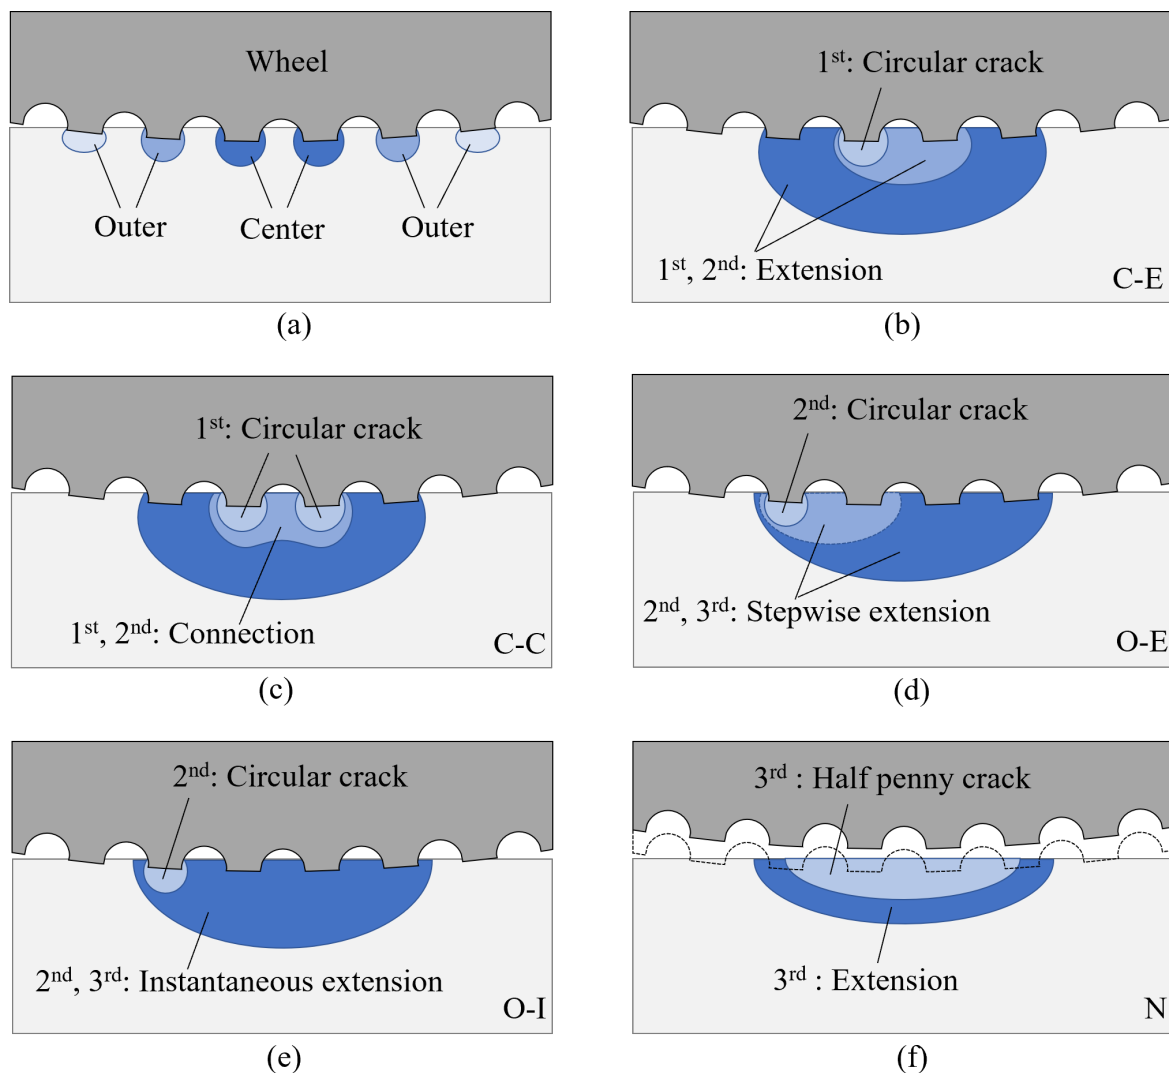 Wheel
Outer
Center
Outer
(a)
1st: Circular crack
1st, 2nd: Extension
C-E
(b)
1st: Circular crack
1st, 2nd: Connection
C-C
(c)
2nd: Circular crack
2nd, 3rd: Stepwise extension
O-E
(d)
2nd: Circular crack
2nd, 3rd: Instantaneous extension
O-I
(e)
3rd : Half penny crack
3rd : Extension
N
(f)